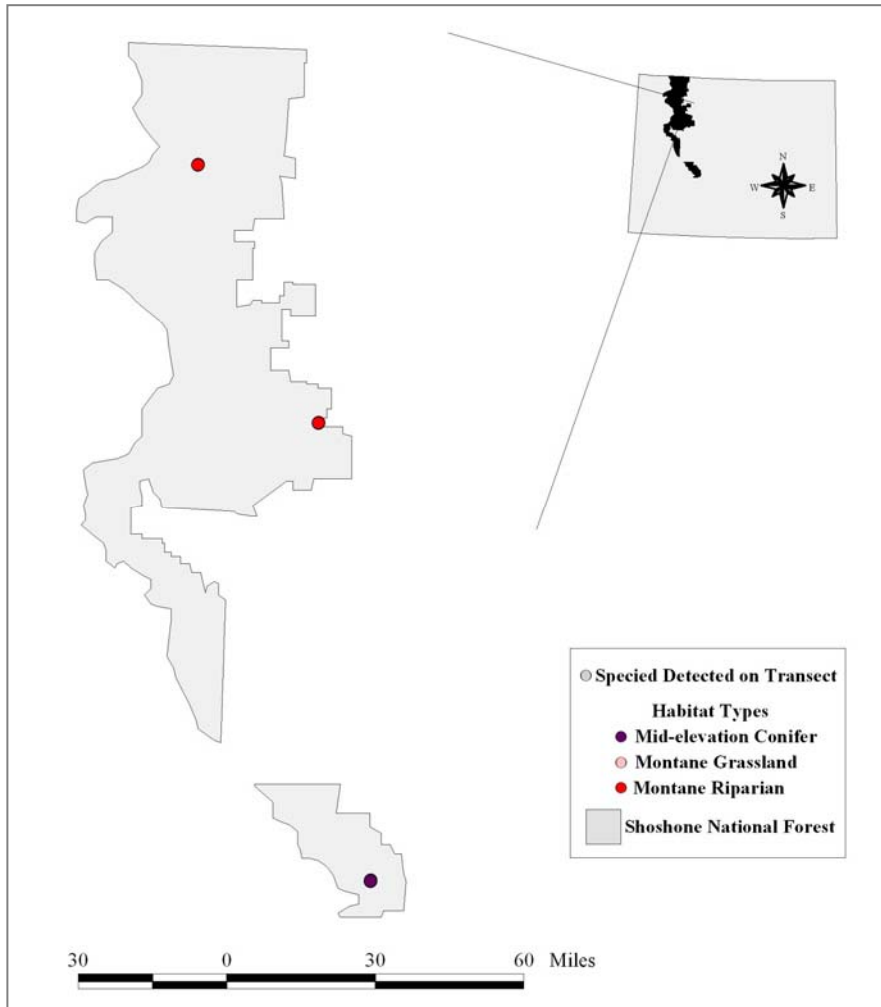 N
W E
S
Specied Detected on Transect
Habitat Types
Mid-elevation Conifer
Montane Grassland
Montane Riparian
Shoshone National Forest
30 0 30 60 Miles